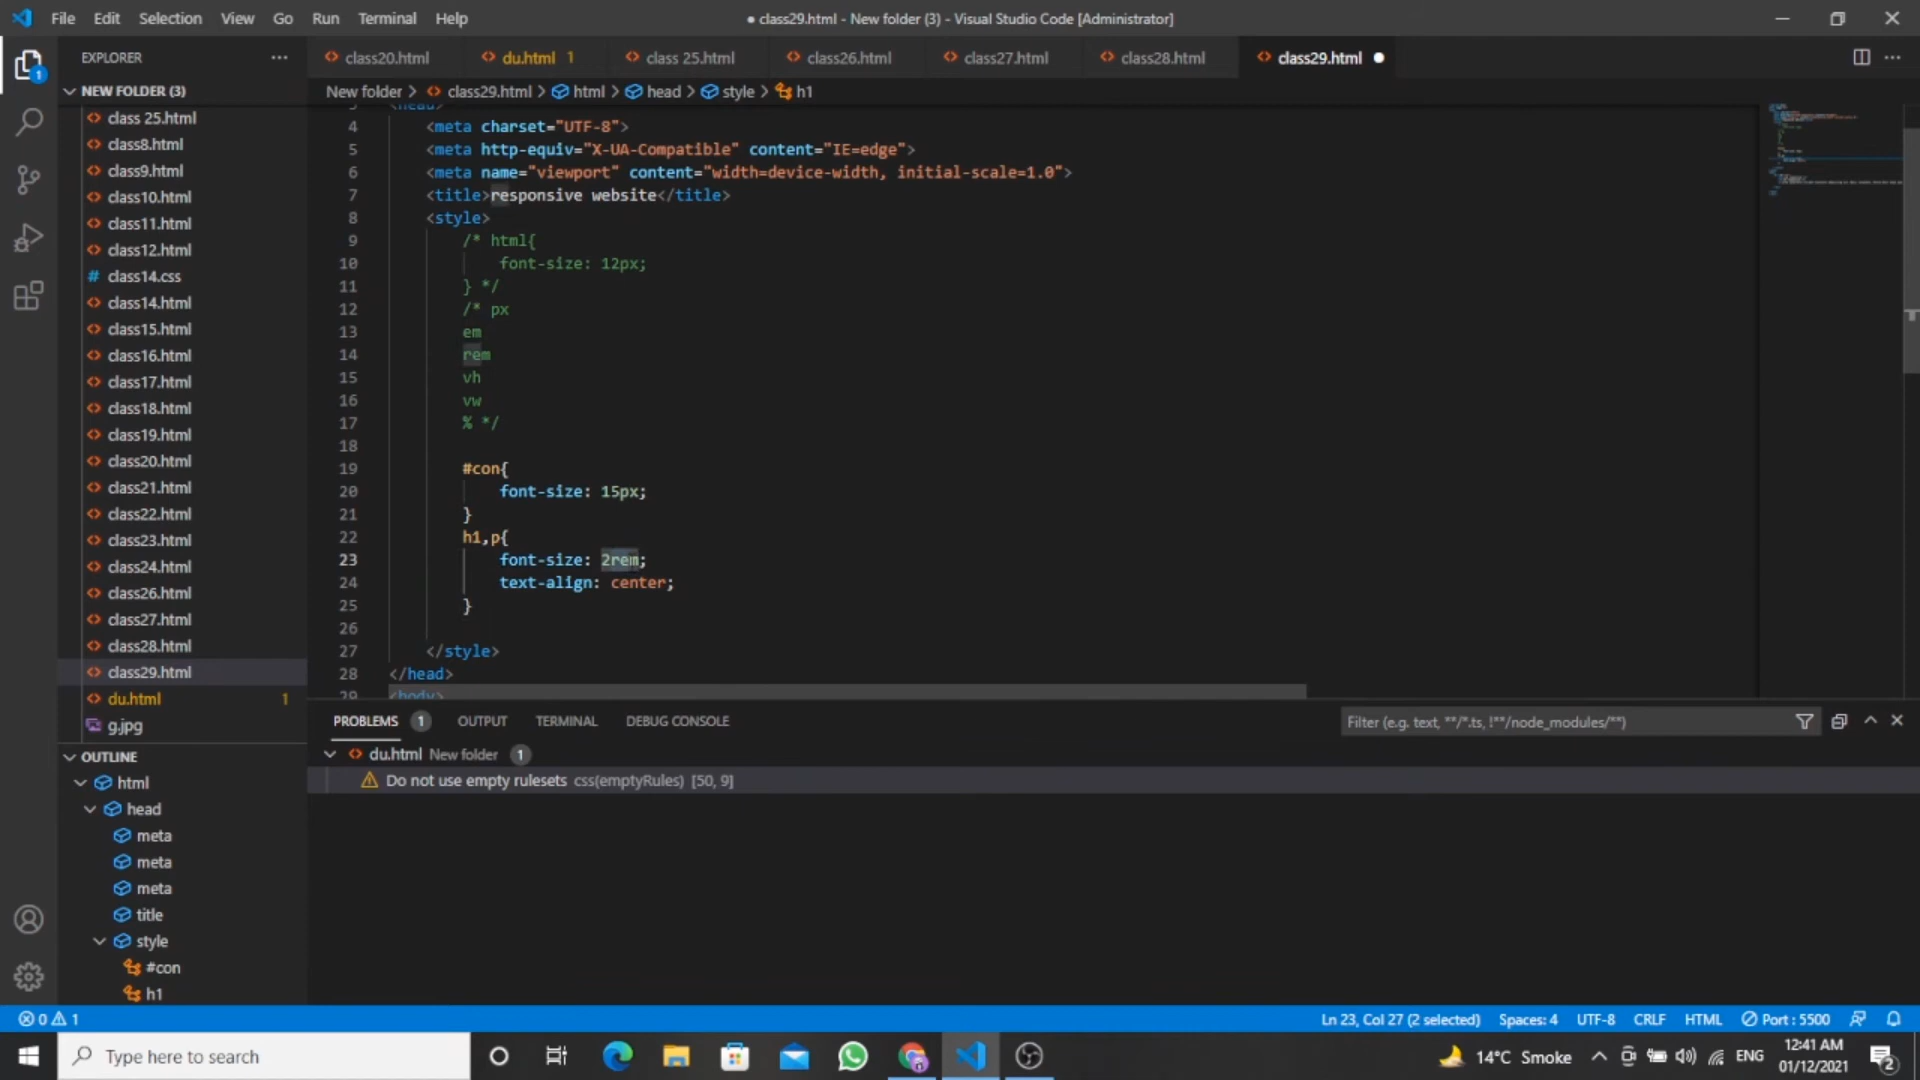 File Edit Selection View Go Run Terminal Help
● class29.html - New folder (3) - Visual Studio Code [Administrator]
EXPLORER
class20.html
du.html 1
class 25.html
class26.html
class27.html
class28.html
class29.html
1
NEW FOLDER (3)
New folder > class29.html > html > head > style > h1
class 25.html
class8.html
class9.html
class10.html
class11.html
class12.html
class14.css
class14.html
class15.html
class16.html
class17.html
class18.html
class19.html
class20.html
class21.html
class22.html
class23.html
class24.html
class26.html
class27.html
class28.html
class29.html
du.html 1
g.jpg
3 <head>
4 <meta charset="UTF-8">
5 <meta http-equiv="X-UA-Compatible" content="IE=edge">
6 <meta name="viewport" content="width=device-width, initial-scale=1.0">
7 <title>responsive website</title>
8 <style>
9 /* html{
10 font-size: 12px;
11 } */
12 /* px
13 em
14 rem
15 vh
16 vw
17 % */
18
19 #con{
20 font-size: 15px;
21 }
22 h1,p{
23 font-size: 2rem;
24 text-align: center;
25 }
26
27 </style>
28 </head>
29 <body>
PROBLEMS 1 OUTPUT TERMINAL DEBUG CONSOLE
Filter (e.g. text, **/*.ts, !**/node_modules/**)
du.html New folder 1
Do not use empty rulesets css(emptyRules) [50, 9]
OUTLINE
html
head
meta
meta
meta
title
style
#con
h1
0 1
Ln 23, Col 27 (2 selected) Spaces: 4 UTF-8 CRLF HTML Port : 5500
Type here to search
14°C Smoke
ENG
12:41 AM
01/12/2021
2